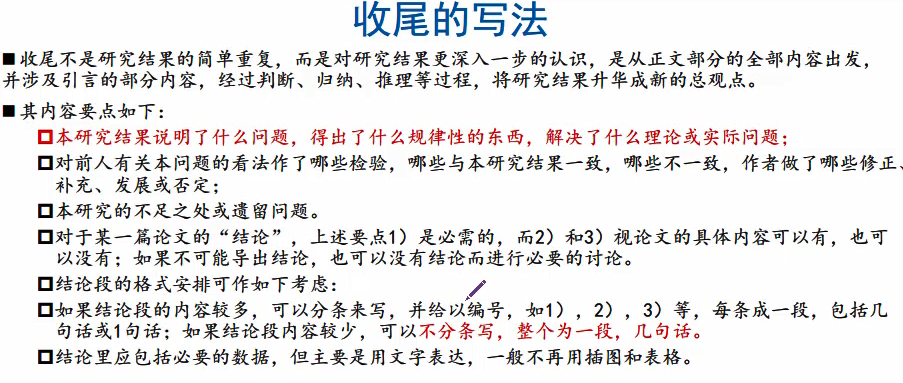 收尾的写法
■收尾不是研究结果的简单重复，而是对研究结果更深入一步的认识，是从正文部分的全部内容出发，
并涉及引言的部分内容，经过判断、归纳、推理等过程，将研究结果升华成新的总观点。
■其内容要点如下：
本研究结果说明了什么问题，得出了什么规律性的东西，解决了什么理论或实际问题；
对前人有关本问题的看法作了哪些检验，哪些与本研究结果一致，哪些不一致，作者做了哪些修正、
补充、发展或否定；
本研究的不足之处或遗留问题。
对于某一篇论文的“结论”，上述要点1）是必需的，而2）和3）视论文的具体内容可以有，也可
以没有；如果不可能导出结论，也可以没有结论而进行必要的讨论。
结论段的格式安排可作如下考虑：
如果结论段的内容较多，可以分条来写，并给以编号，如1），2），3）等，每条成一段，包括几
句话或1句话；如果结论段内容较少，可以不分条写，整个为一段，几句话。
结论里应包括必要的数据，但主要是用文字表达，一般不再用插图和表格。